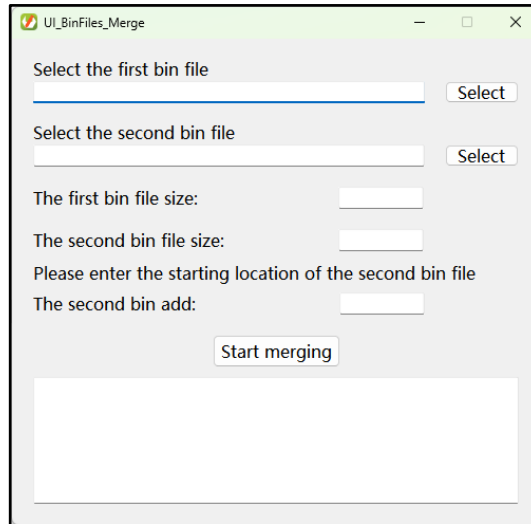 UI_BinFiles_Merge
Select the first bin file
Select
Select the second bin file
Select
The first bin file size:
The second bin file size:
Please enter the starting location of the second bin file
The second bin add:
Start merging